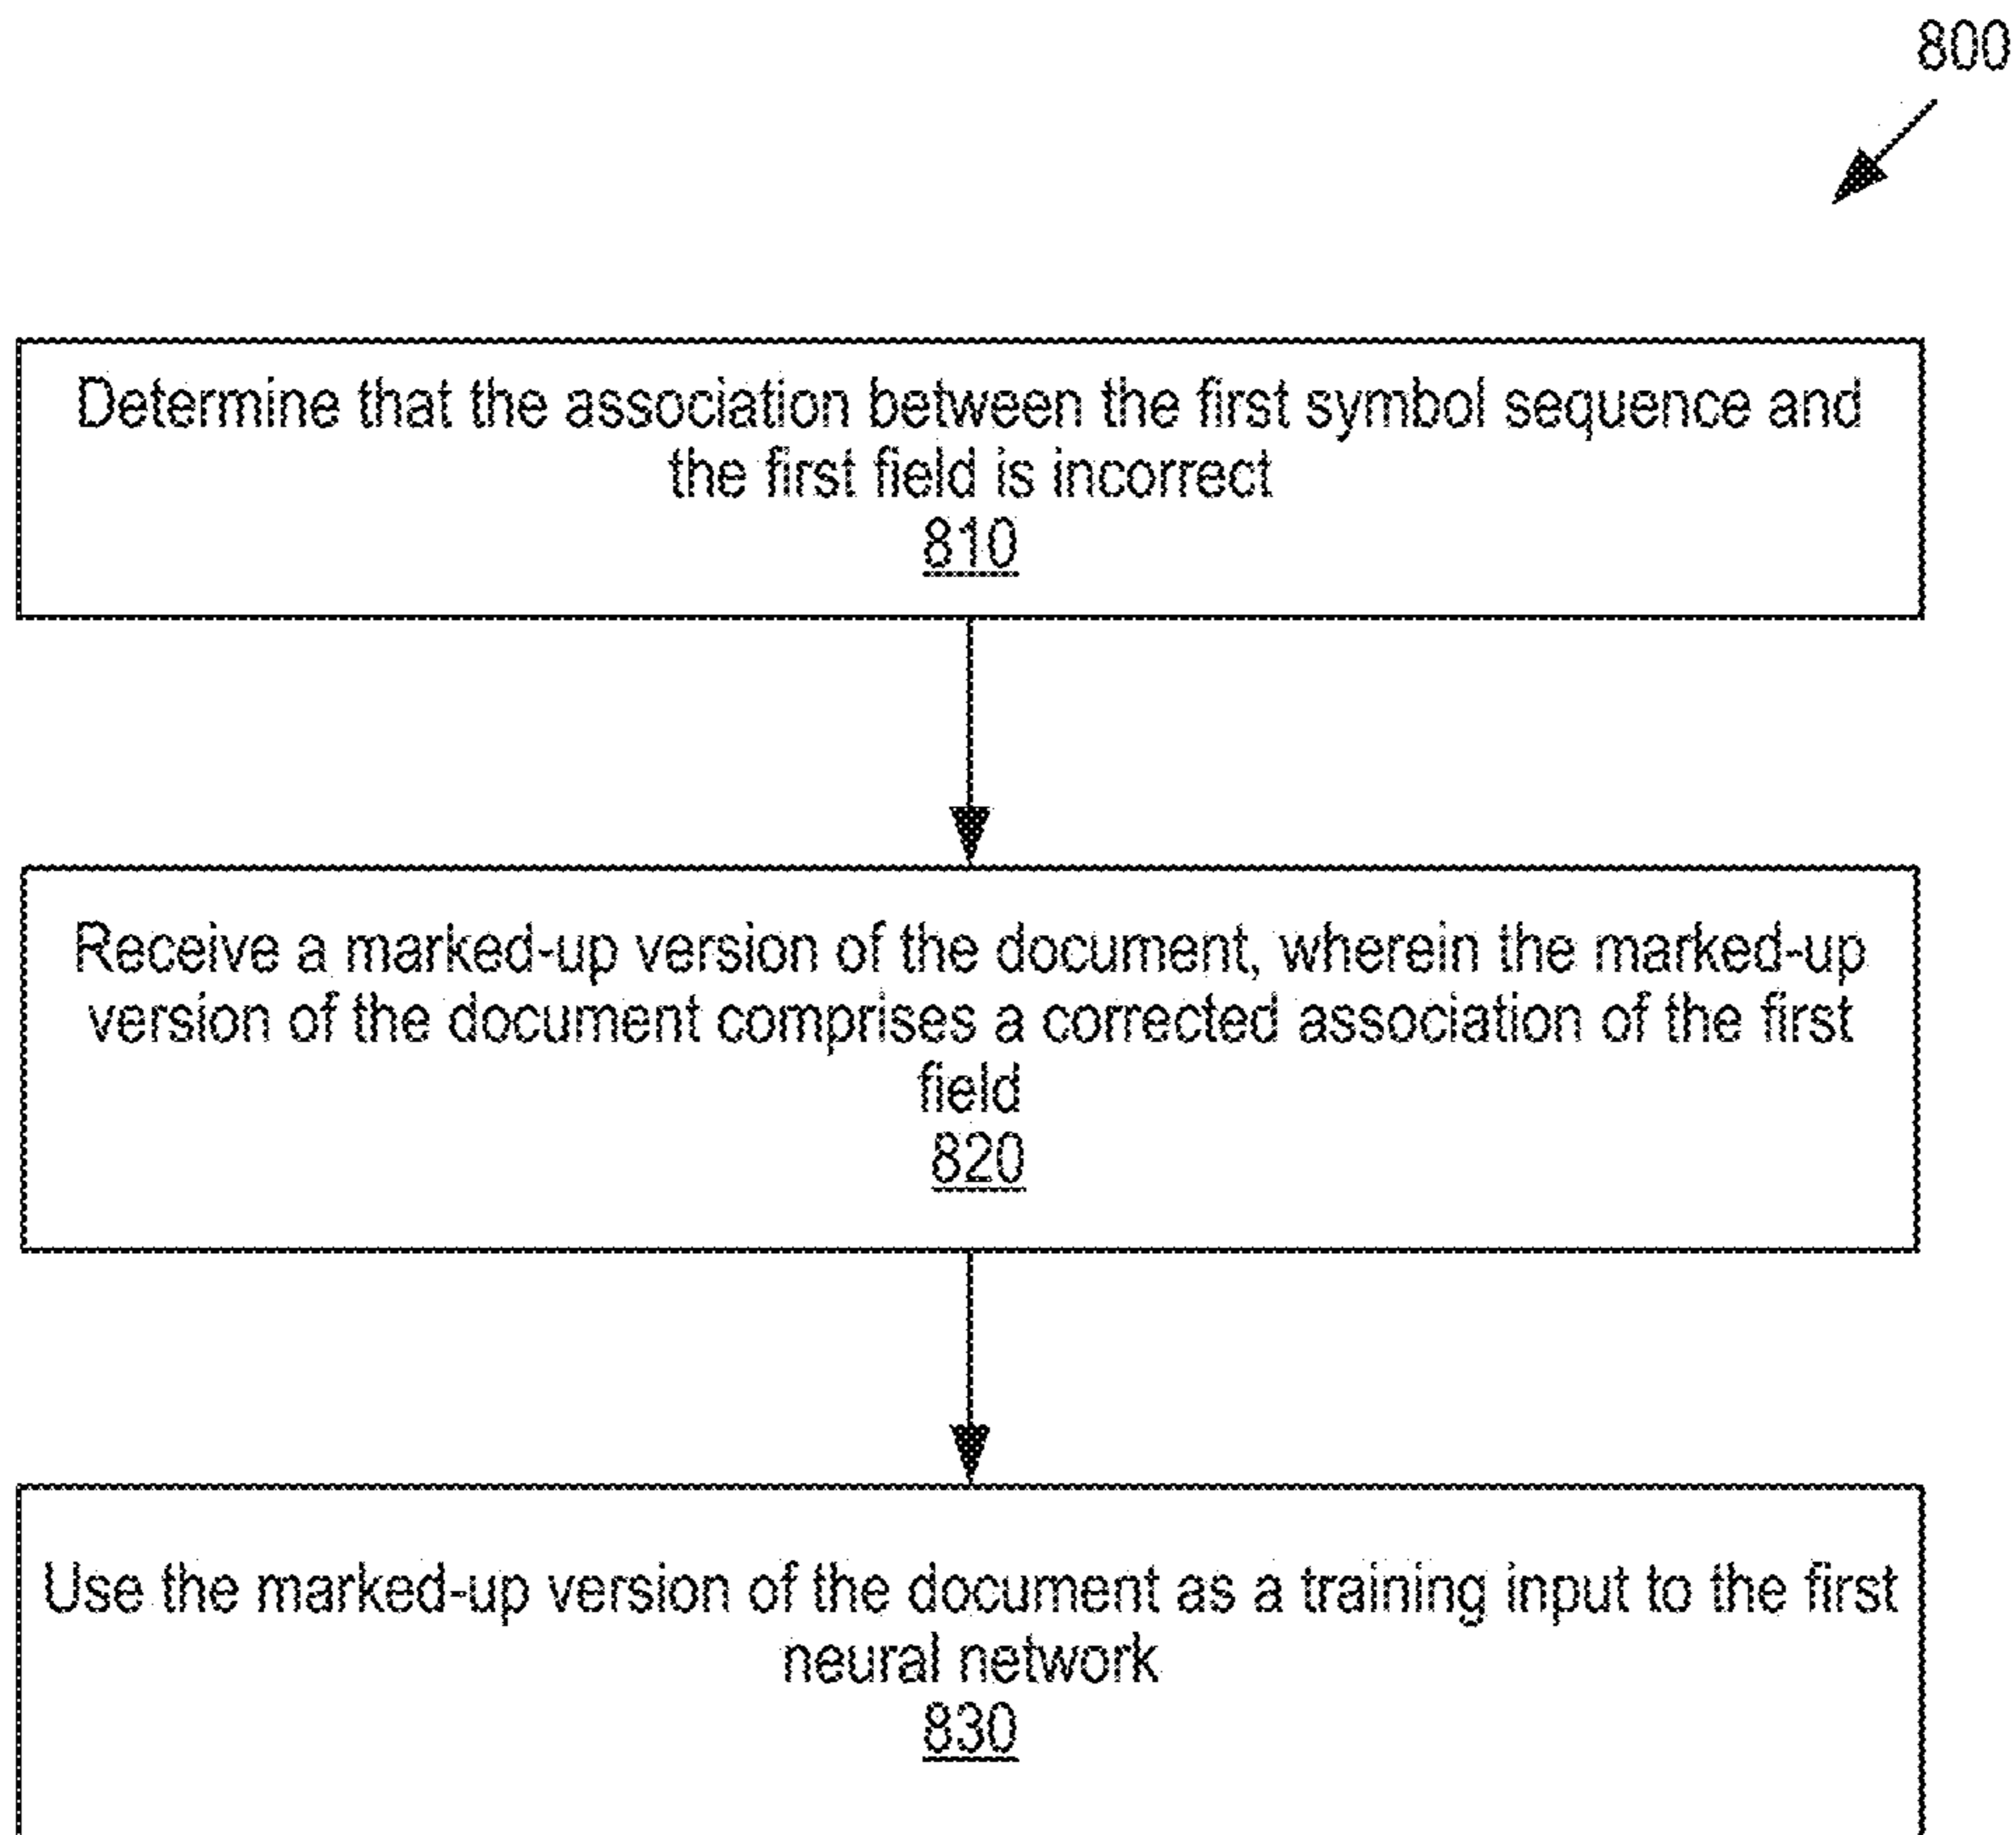 800
Determine that the association between the first symbol sequence and
the first field is incorrect
810
Receive a marked-up version of the document, wherein the marked-up
version of the document comprises a corrected association of the first
field
820
Use the marked-up version of the document as a training input to the first
neural network
830